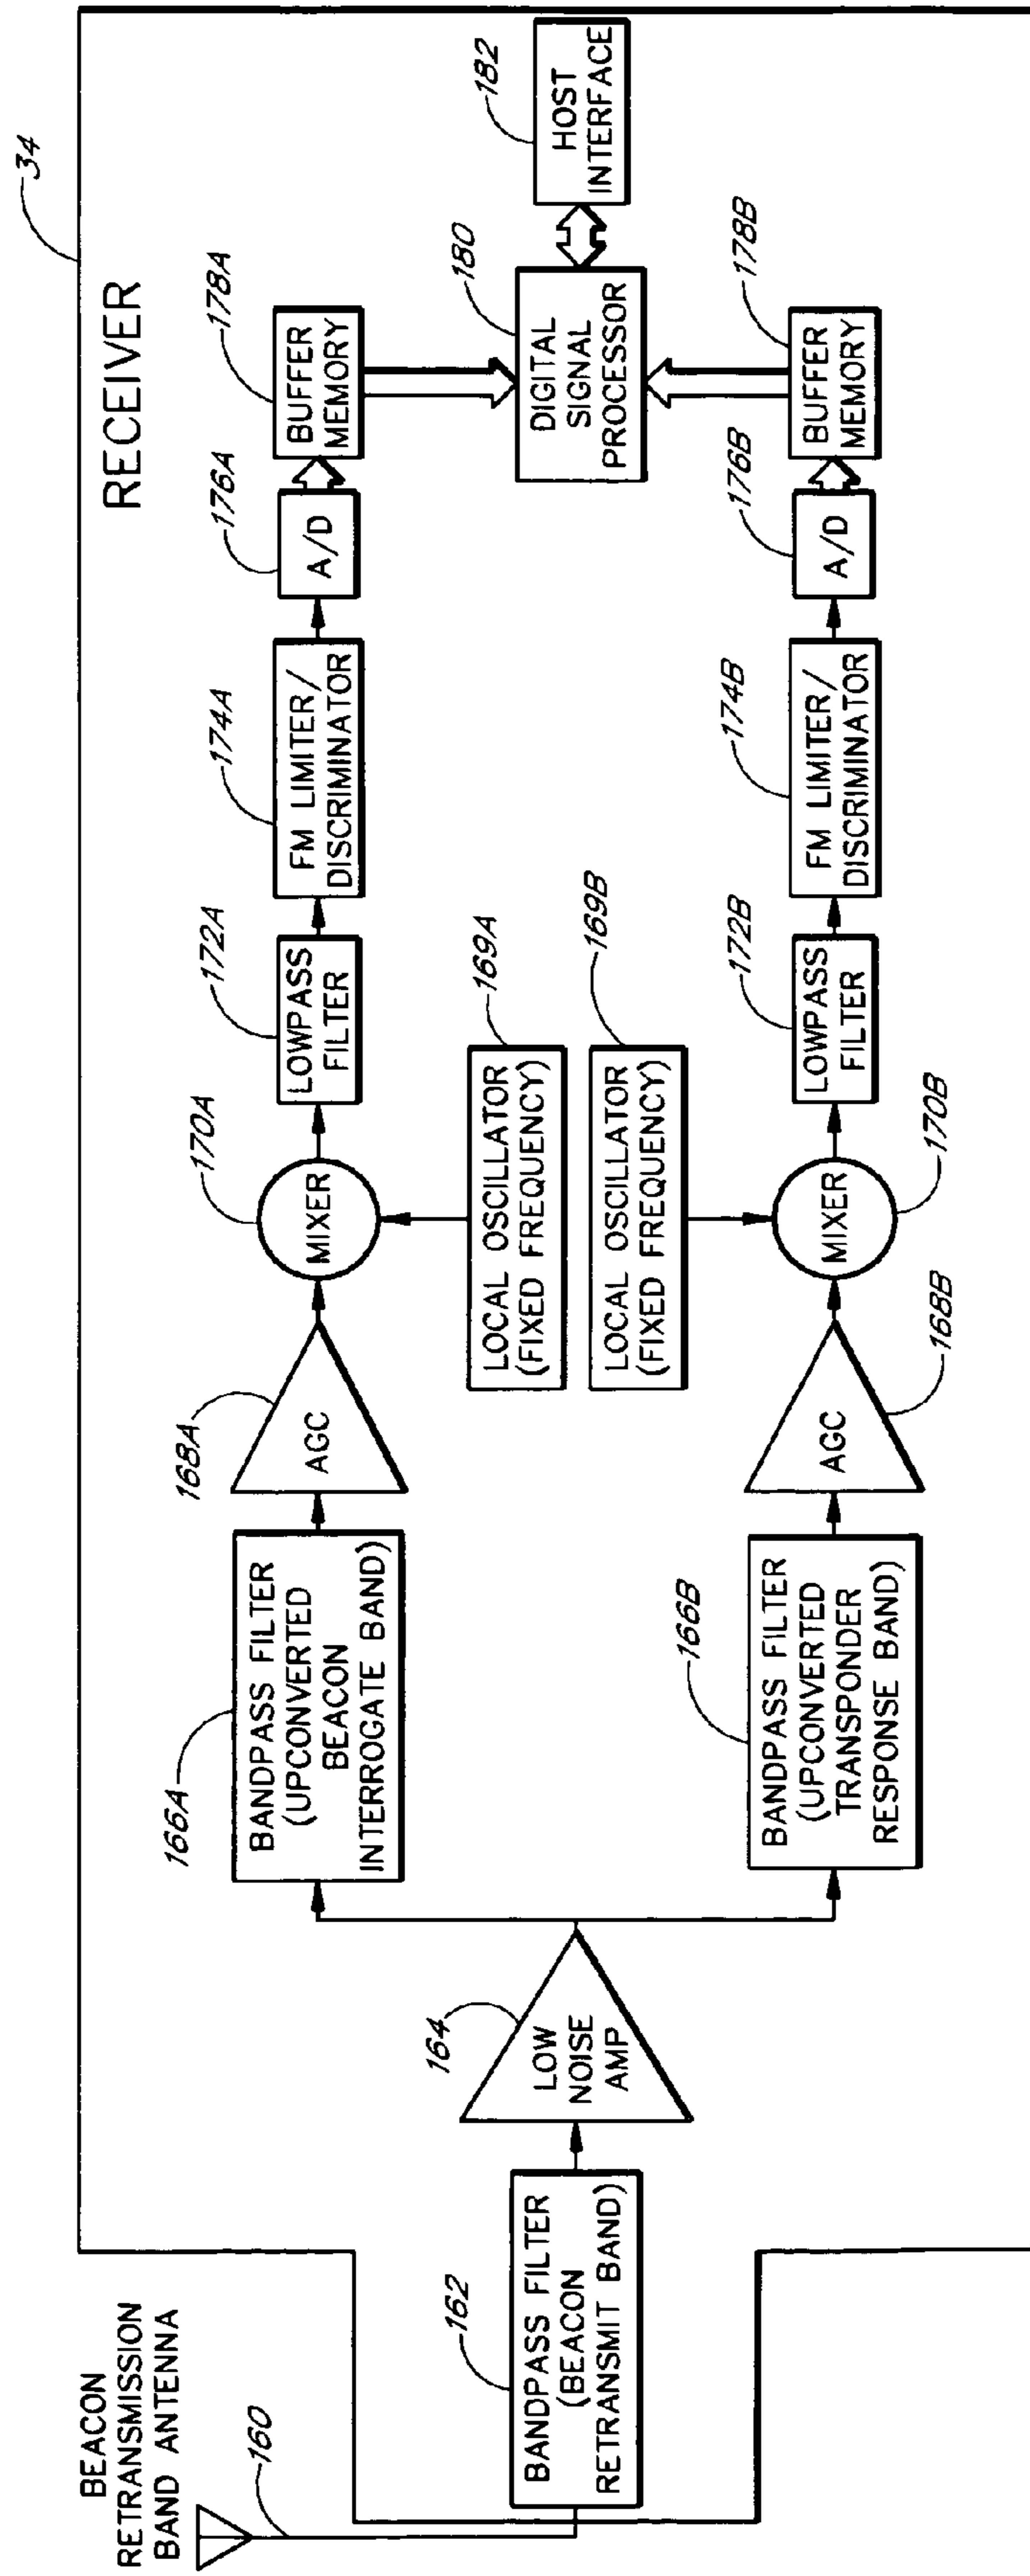 34
RECEIVER
BEACON
RETRANSMISSION
BAND ANTENNA
160
162
BANDPASS FILTER
(BEACON
RETRANSMIT BAND)
164
LOW
NOISE
AMP
166A
BANDPASS FILTER
(UPCONVERTED
BEACON
INTERROGATE BAND)
168A
AGC
170A
MIXER
172A
LOWPASS
FILTER
174A
FM LIMITER/
DISCRIMINATOR
176A
A/D
178A
BUFFER
MEMORY
169A
LOCAL OSCILLATOR
(FIXED FREQUENCY)
169B
LOCAL OSCILLATOR
(FIXED FREQUENCY)
180
DIGITAL
SIGNAL
PROCESSOR
182
HOST
INTERFACE
166B
BANDPASS FILTER
(UPCONVERTED
TRANSPONDER
RESPONSE BAND)
168B
AGC
170B
MIXER
172B
LOWPASS
FILTER
174B
FM LIMITER/
DISCRIMINATOR
176B
A/D
178B
BUFFER
MEMORY